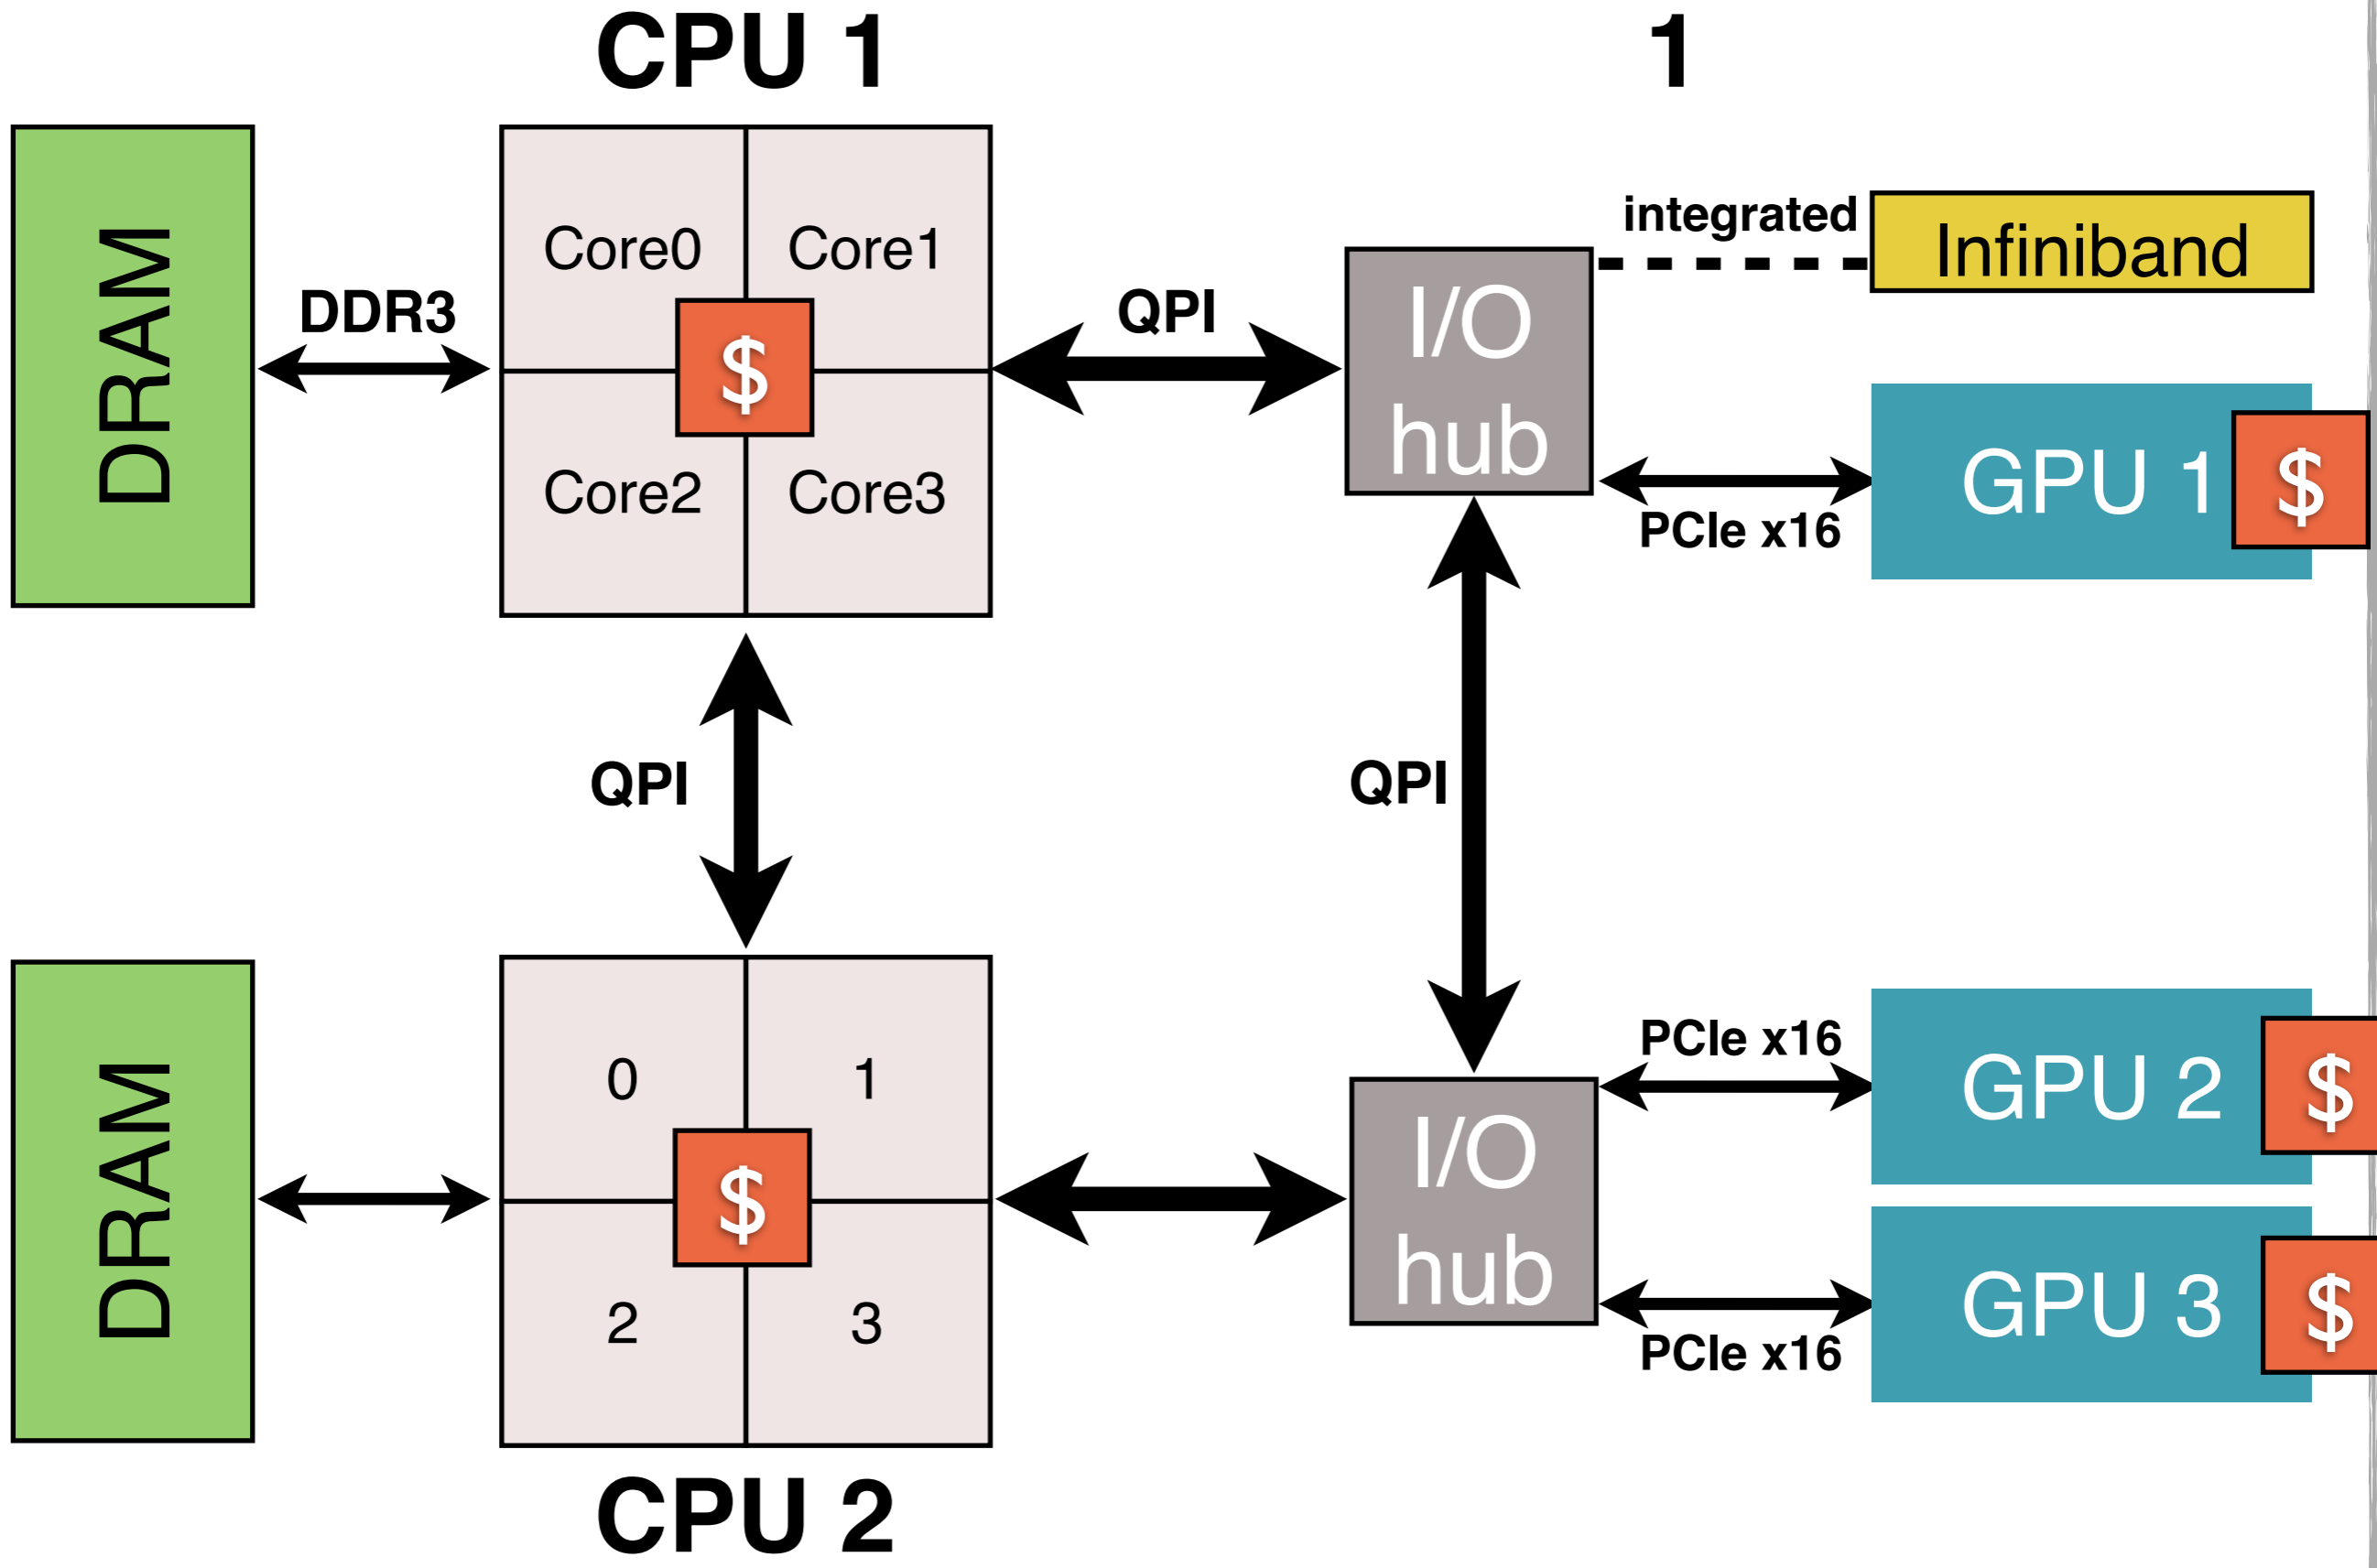 CPU 1
1
DRAM
DDR3
Core0
Core1
$
Core2
Core3
QPI
I/O
hub
integrated
Infiniband
PCIe x16
GPU 1
$
QPI
QPI
DRAM
0
1
$
2
3
I/O
hub
PCIe x16
GPU 2
$
PCIe x16
GPU 3
$
CPU 2